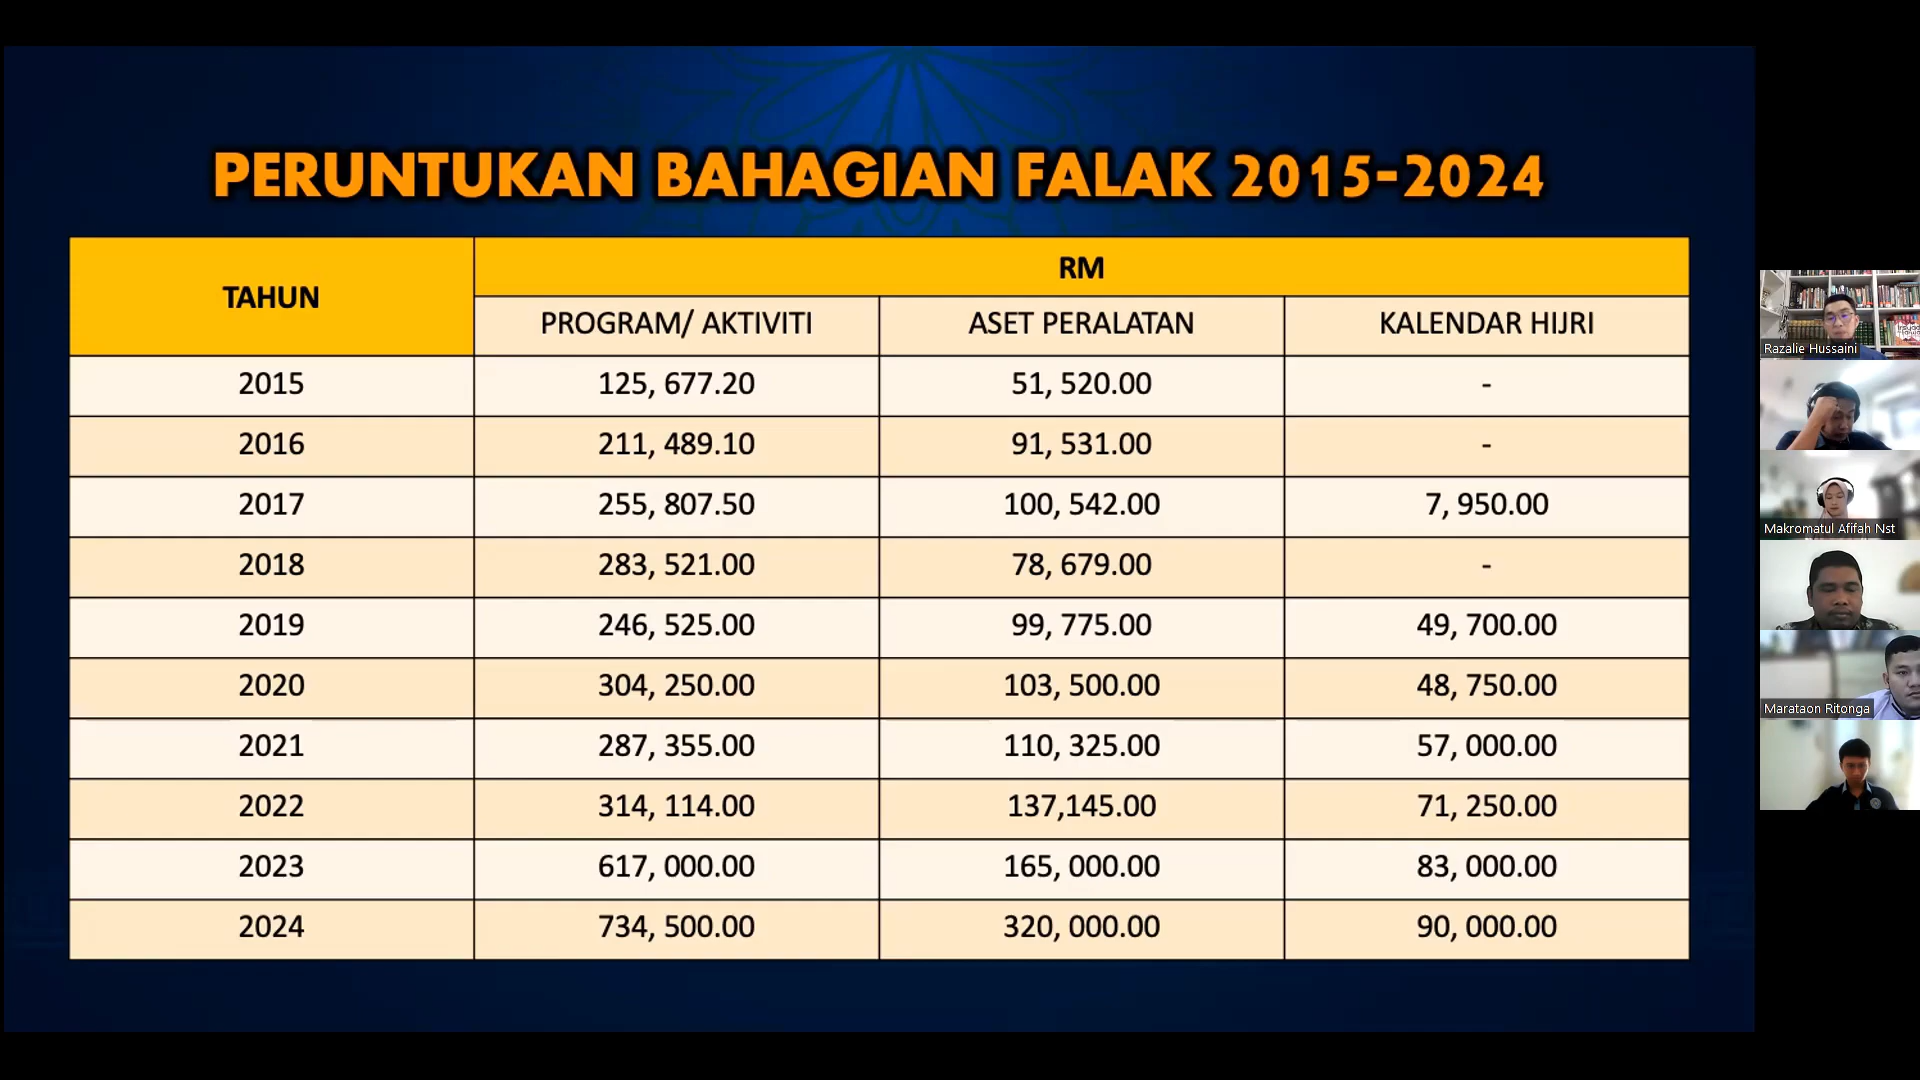 PERUNTUKAN BAHAGIAN FALAK 2015-2024
TAHUN RM
PROGRAM/ AKTIVITI ASET PERALATAN KALENDAR HIJRI
2015 125, 677.20 51, 520.00 -
2016 211, 489.10 91, 531.00 -
2017 255, 807.50 100, 542.00 7, 950.00
2018 283, 521.00 78, 679.00 -
2019 246, 525.00 99, 775.00 49, 700.00
2020 304, 250.00 103, 500.00 48, 750.00
2021 287, 355.00 110, 325.00 57, 000.00
2022 314, 114.00 137,145.00 71, 250.00
2023 617, 000.00 165, 000.00 83, 000.00
2024 734, 500.00 320, 000.00 90, 000.00
Razalie Hussaini
Makromatul Afifah Nst
Marataon Ritonga